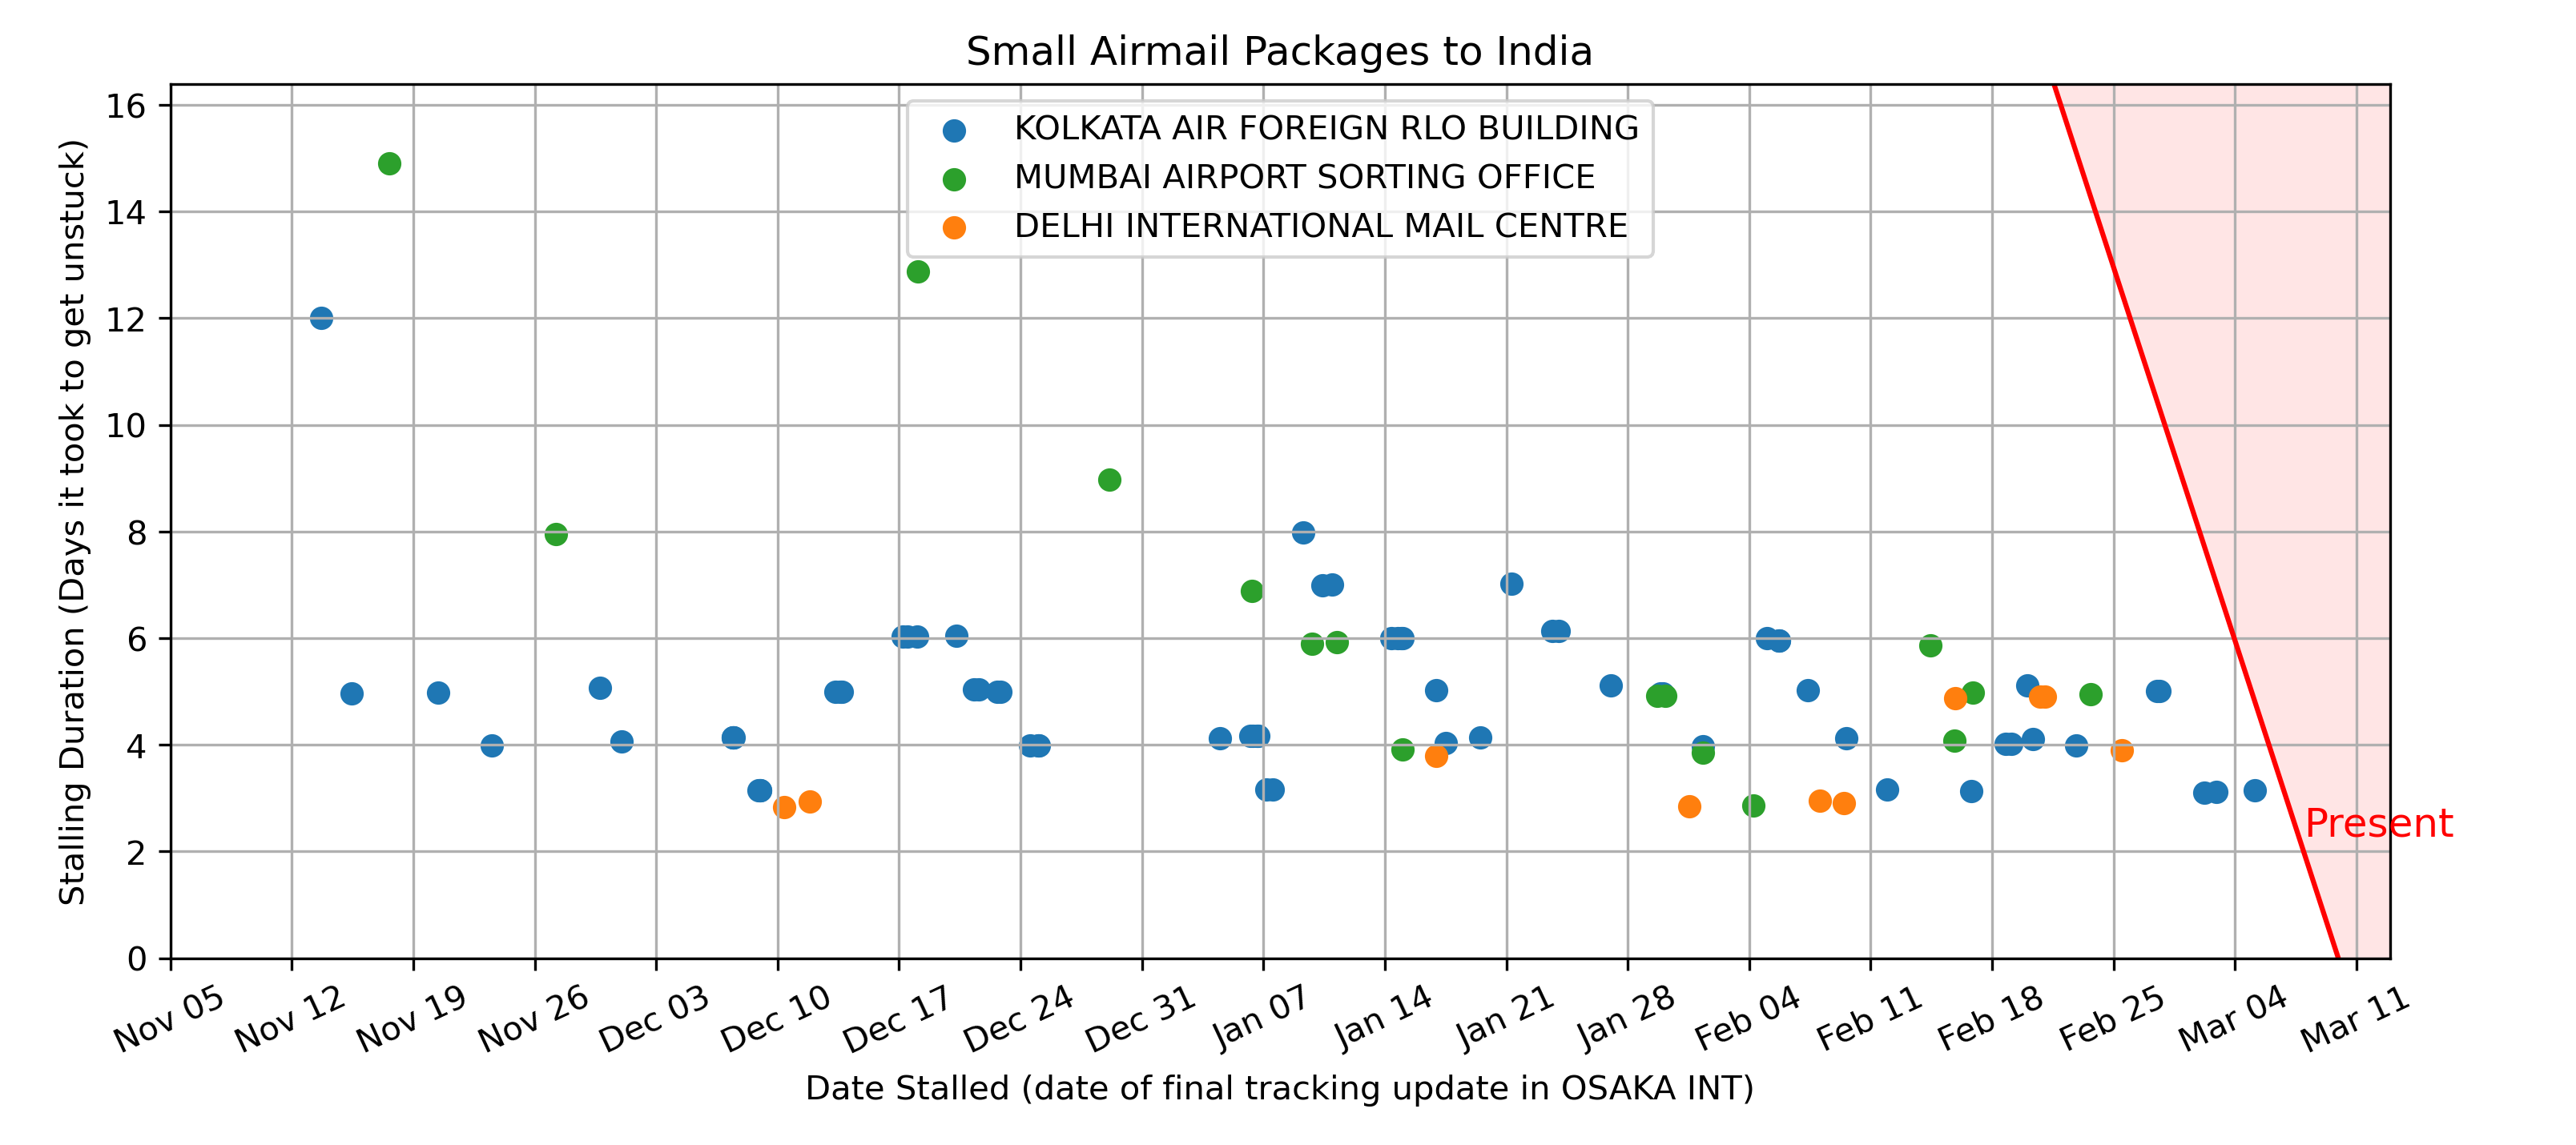 Small Airmail Packages to India
KOLKATA AIR FOREIGN RLO BUILDING
MUMBAI AIRPORT SORTING OFFICE
DELHI INTERNATIONAL MAIL CENTRE
Stalling Duration (Days it took to get unstuck)
16
14
12
10
8
6
4
2
0
Present
Nov 05
Nov 12
Nov 19
Nov 26
Dec 03
Dec 10
Dec 17
Dec 24
Dec 31
Jan 07
Jan 14
Jan 21
Jan 28
Feb 04
Feb 11
Feb 18
Feb 25
Mar 04
Mar 11
Date Stalled (date of final tracking update in OSAKA INT)